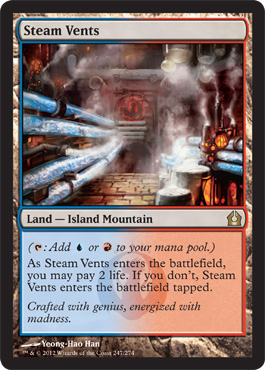 Steam Vents
Land — Island Mountain
(: Add or to your mana pool.)
As Steam Vents enters the battlefield,
you may pay 2 life. If you don't, Steam
Vents enters the battlefield tapped.
Crafted with genius, energized with
madness.
Yeong-Hao Han
™ & © 2012 Wizards of the Coast 247/274